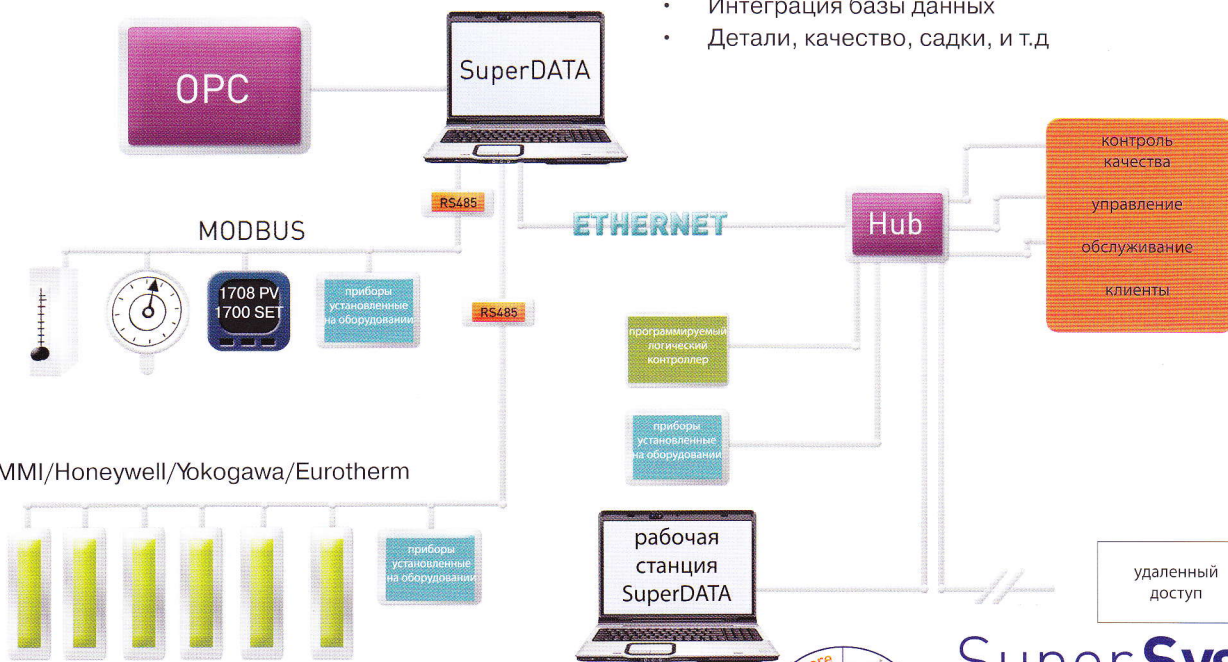 • Интеграция базы данных
• Детали, качество, садки, и т.д
OPC
SuperDATA
RS485
ETHERNET
Hub
контроль
качества
управление
обслуживание
клиенты
MODBUS
1708 PV
1700 SET
приборы
установленные
на оборудовании
RS485
программируемый
логический
контроллер
приборы
установленные
на оборудовании
MMI/Honeywell/Yokogawa/Eurotherm
приборы
установленные
на оборудовании
рабочая
станция
SuperDATA
удаленный
доступ
Super Sys